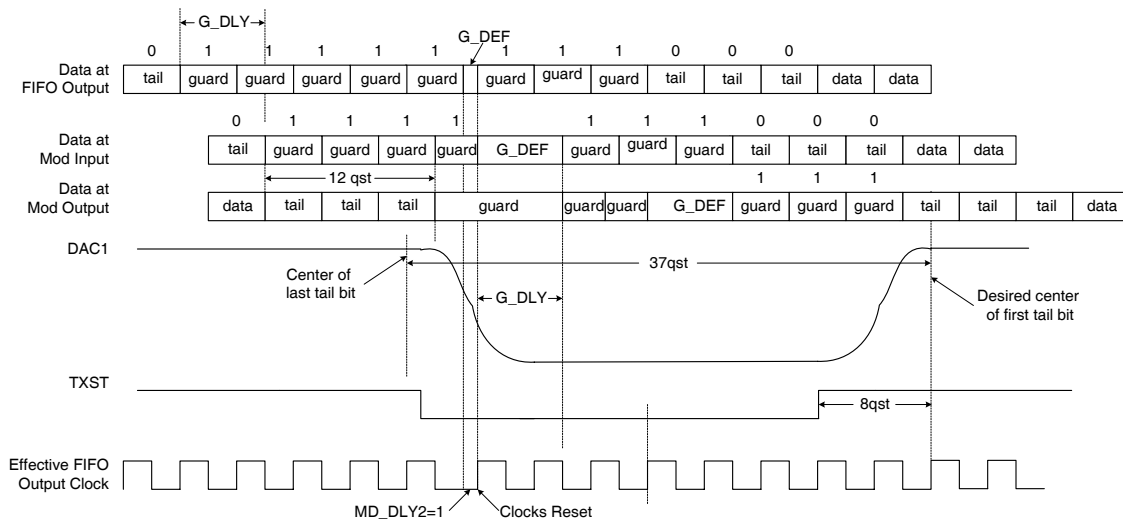 G_DLY
G_DEF
0 1 1 1 1 1 1 1 1 0 0 0
Data at
FIFO Output
tail guard guard guard guard guard guard guard guard tail tail tail data data
0 1 1 1 1 1 1 1 0 0 0
Data at
Mod Input
tail guard guard guard guard G_DEF guard guard guard tail tail tail data data
12 qst
1 1 1
Data at
Mod Output
data tail tail tail guard guard guard G_DEF guard guard guard tail tail tail data
DAC1
Center of
last tail bit
37qst
G_DLY
Desired center
of first tail bit
TXST
8qst
Effective FIFO
Output Clock
MD_DLY2=1
Clocks Reset